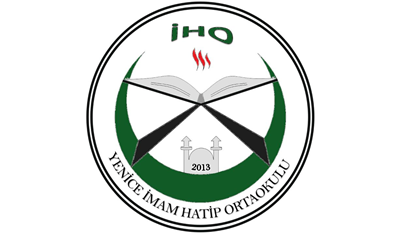 İHO
2013
YENİCE İMAM HATİP ORTAOKULU